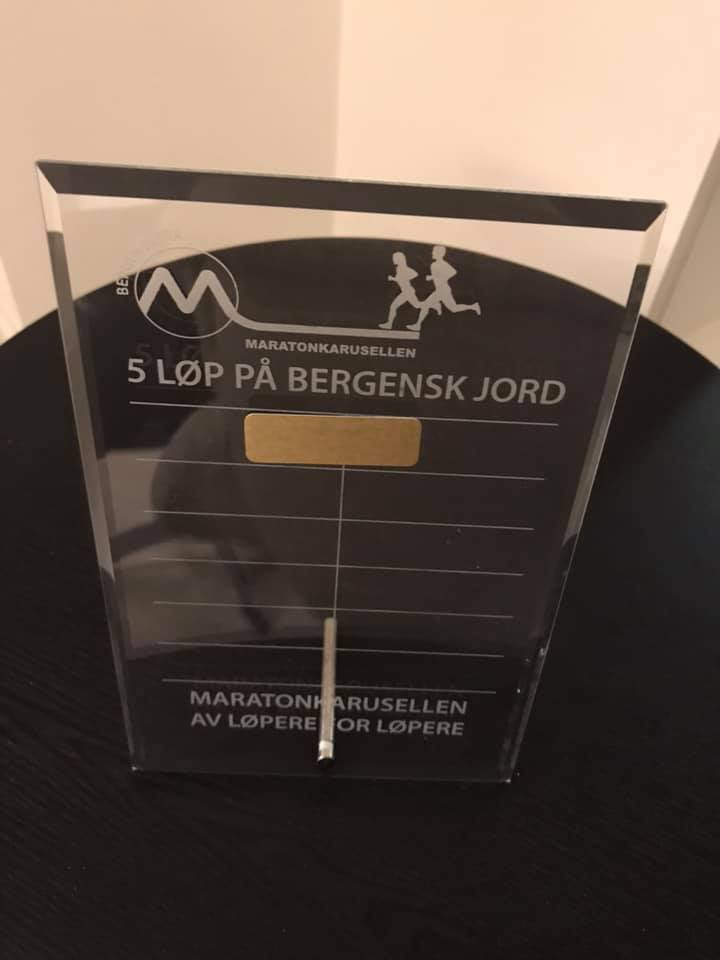 MARATONKARUSELLEN
5 LØP PÅ BERGENSK JORD
MARATONKARUSELLEN
AV LØPERE FOR LØPERE